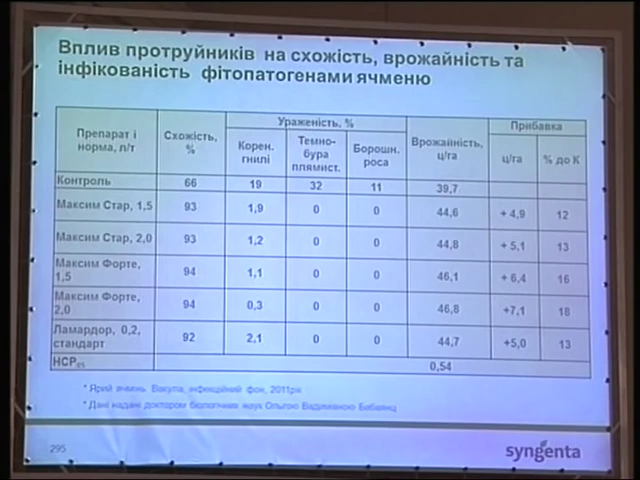 Вплив протруйників на схожість, врожайність та
інфікованість фітопатогенами ячменю
Препарат і норма, л/т | Схожість, % | Ураженість, % | Врожайність, ц/га | Прибавка
Корен. гнилі | Темно-бура плямист. | Борошн. роса | ц/га | % до К
Контроль 66 19 32 11 39,7
Максим Стар, 1,5 93 1,9 0 0 44,6 + 4,9 12
Максим Стар, 2,0 93 1,2 0 0 44,8 + 5,1 13
Максим Форте, 1,5 94 1,1 0 0 46,1 + 6,4 16
Максим Форте, 2,0 94 0,3 0 0 46,8 +7,1 18
Ламардор, 0,2, стандарт 92 2,1 0 0 44,7 +5,0 13
НСР05 0,54
* Ярий ячмінь Вакула, інфекційний фон, 2011рік
* Дані надані доктором біологічних наук Ольгою Вадимівною Бабаянц
295
syngenta